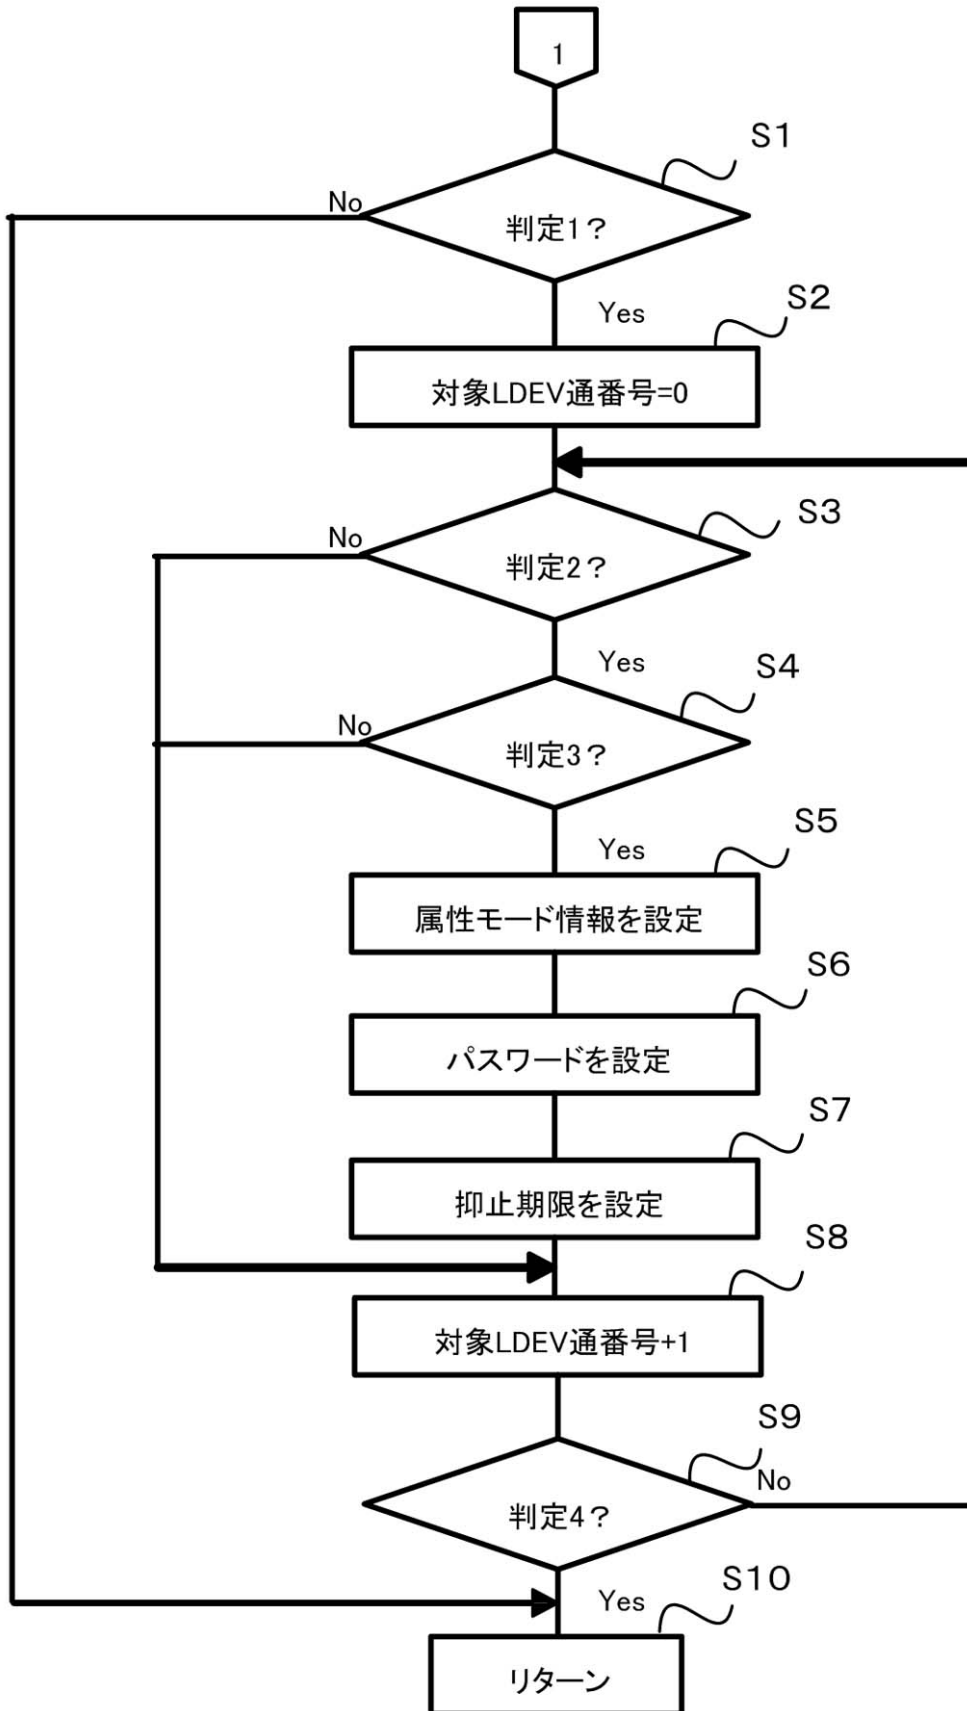 1
S1
No
判定1?
Yes
S2
対象LDEV通番号=0
S3
No
判定2?
Yes
S4
No
判定3?
Yes
S5
属性モード情報を設定
S6
パスワードを設定
S7
抑止期限を設定
S8
対象LDEV通番号+1
S9
No
判定4?
Yes
S10
リターン